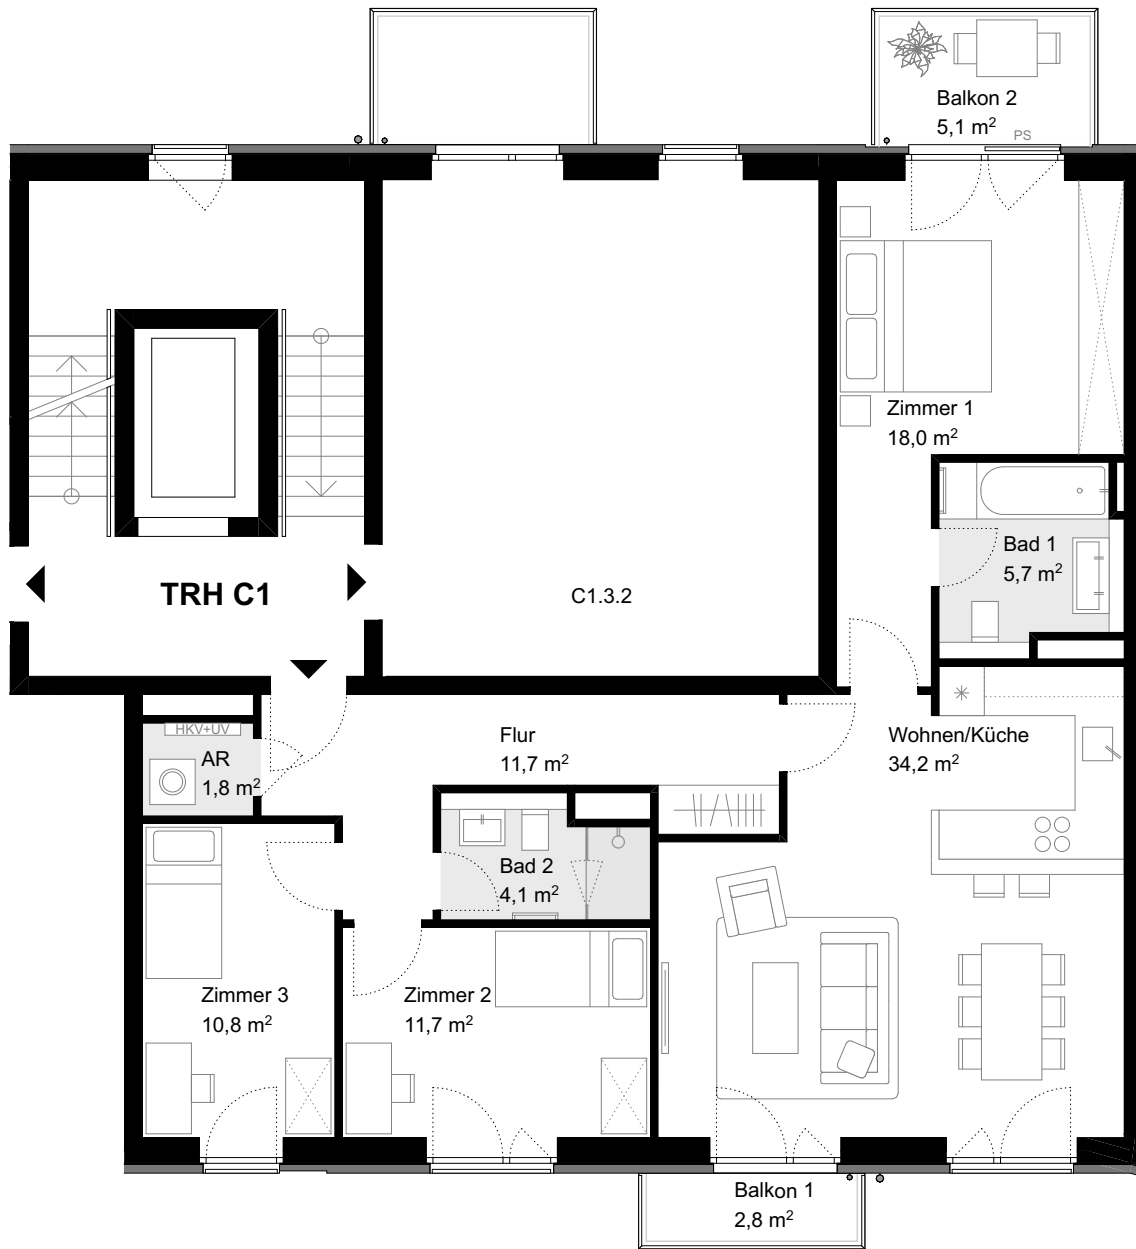 Balkon 2
5,1 m²
PS
Zimmer 1
18,0 m²
Bad 1
5,7 m²
TRH C1
C1.3.2
HKV+UV
AR
1,8 m²
Flur
11,7 m²
Wohnen/Küche
34,2 m²
Bad 2
4,1 m²
Zimmer 3
10,8 m²
Zimmer 2
11,7 m²
Balkon 1
2,8 m²